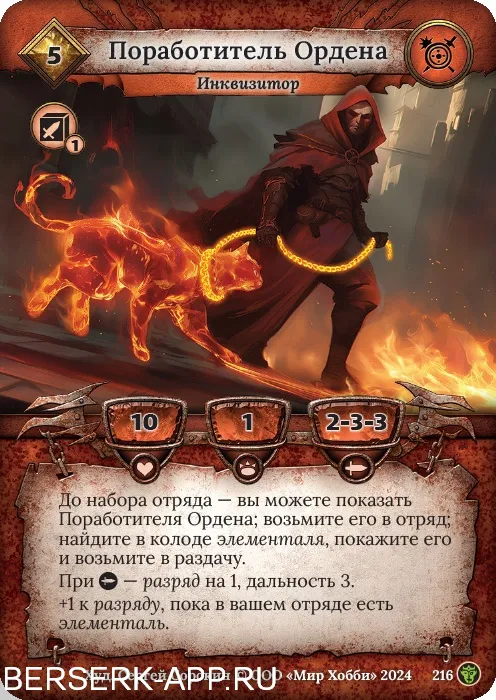 5
Поработитель Ордена
Инквизитор
1
10
1
2-3-3
До набора отряда — вы можете показать
Поработителя Ордена; возьмите его в отряд;
найдите в колоде элементаля, покажите его
и возьмите в раздачу.
При — разряд на 1, дальность 3.
+1 к разряду, пока в вашем отряде есть
элементаль.
«Мир Хобби» 2024
216
BERSERK-APP.RU